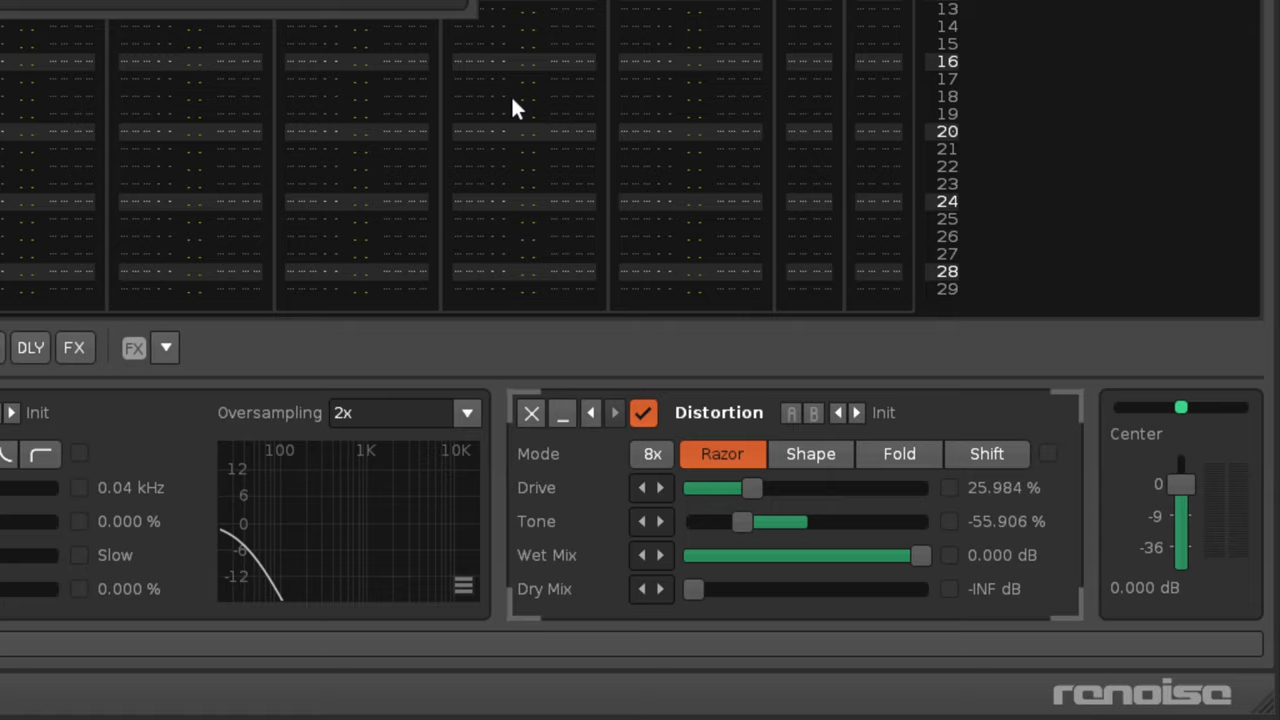 13
14
15
16
17
18
19
20
21
22
23
24
25
26
27
28
29
DLY FX FX
Init Oversampling 2x
Distortion A B Init
100 1K 10K
12
6
0
-6
-12
0.04 kHz
0.000 %
Slow
0.000 %
Mode 8x Razor Shape Fold Shift
Drive 25.984 %
Tone -55.906 %
Wet Mix 0.000 dB
Dry Mix -INF dB
Center
0
-9
-36
0.000 dB
renoise